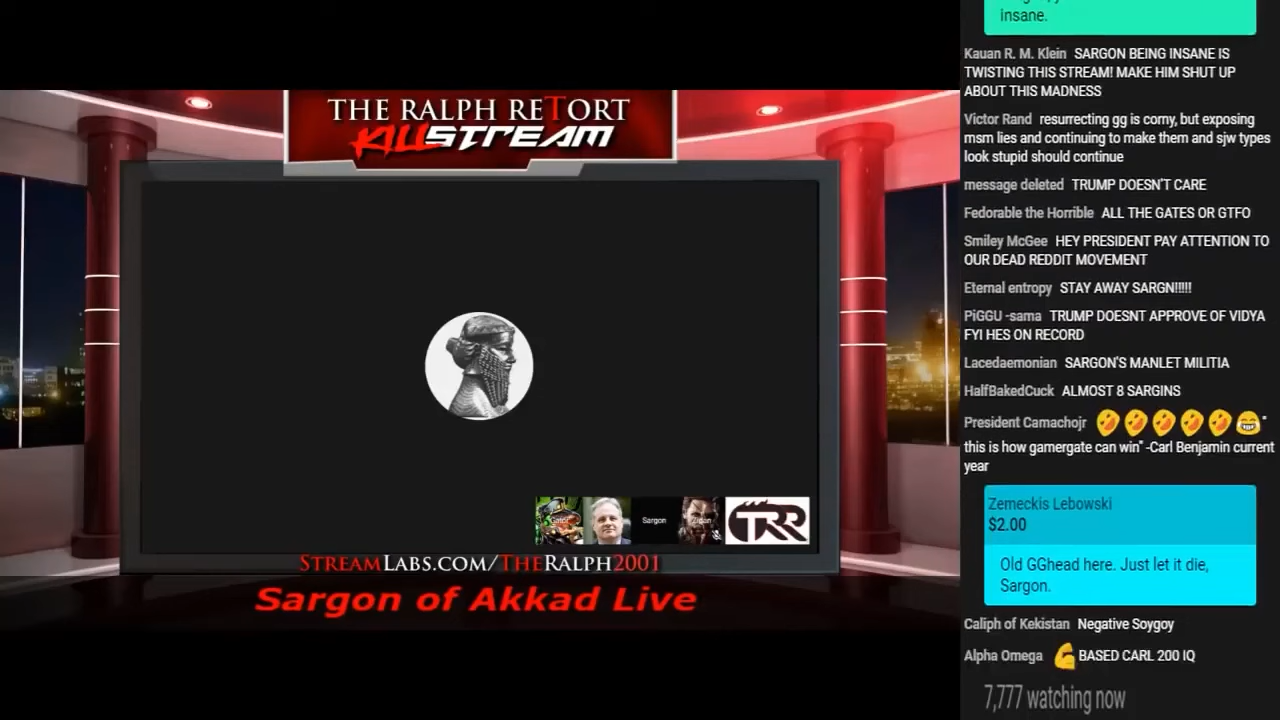 THE RALPH RETORT
KILLSTREAM
Gator
Sargon
Zidan
TRR
STREAMLABS.COM/THERALPH2001
Sargon of Akkad Live
insane.
Kauan R. M. Klein SARGON BEING INSANE IS
TWISTING THIS STREAM! MAKE HIM SHUT UP
ABOUT THIS MADNESS
Victor Rand resurrecting gg is corny, but exposing
msm lies and continuing to make them and sjw types
look stupid should continue
message deleted TRUMP DOESN'T CARE
Fedorable the Horrible ALL THE GATES OR GTFO
Smiley McGee HEY PRESIDENT PAY ATTENTION TO
OUR DEAD REDDIT MOVEMENT
Eternal entropy STAY AWAY SARGN!!!!!
PiGGU -sama TRUMP DOESNT APPROVE OF VIDYA
FYI HES ON RECORD
Lacedaemonian SARGON'S MANLET MILITIA
HalfBakedCuck ALMOST 8 SARGINS
President Camachojr 🤣🤣🤣🤣🤣😂"
this is how gamergate can win" -Carl Benjamin current
year
Zemeckis Lebowski
$2.00
Old GGhead here. Just let it die,
Sargon.
Caliph of Kekistan Negative Soygoy
Alpha Omega 💪BASED CARL 200 IQ
7,777 watching now